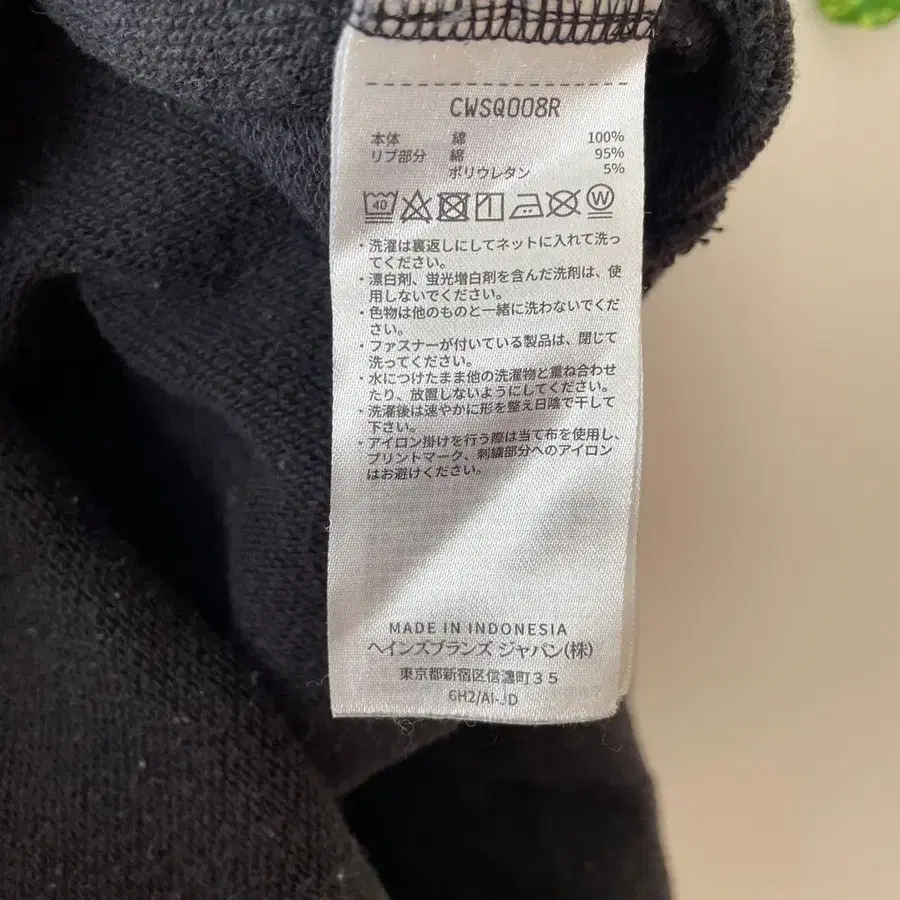 CWSQ008R
本体 綿 100%
リブ部分 綿 95%
ポリウレタン 5%
40 W
・洗濯は裏返しにしてネットに入れて洗っ
てください。
・漂白剤、蛍光増白剤を含んだ洗剤は、使
用しないでください。
・色物は他のものと一緒に洗わないでくだ
さい。
・ファスナーが付いている製品は、閉じて
洗ってください。
・水につけたまま他の洗濯物と重ね合わせ
たり、放置しないようにしてください。
・洗濯後は速やかに形を整え日陰で干して
下さい。
・アイロン掛けを行う際は当て布を使用し、
プリントマーク、刺繍部分へのアイロン
はお避けください。
MADE IN INDONESIA
ヘインズブランズ ジャパン(株)
東京都新宿区信濃町35
6H2/AI-JD